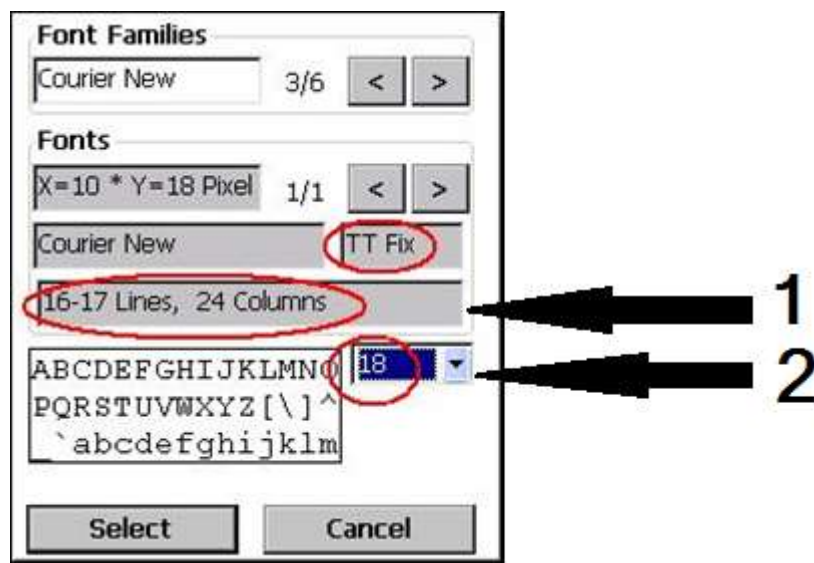 Font Families
Courier New 3/6 < >
Fonts
X=10 * Y=18 Pixel 1/1 < >
Courier New TT Fix
16-17 Lines, 24 Columns
1
ABCDEFGHIJKLMNO 18
2
PQRSTUVWXYZ[\]^
_`abcdefghijklm
Select Cancel